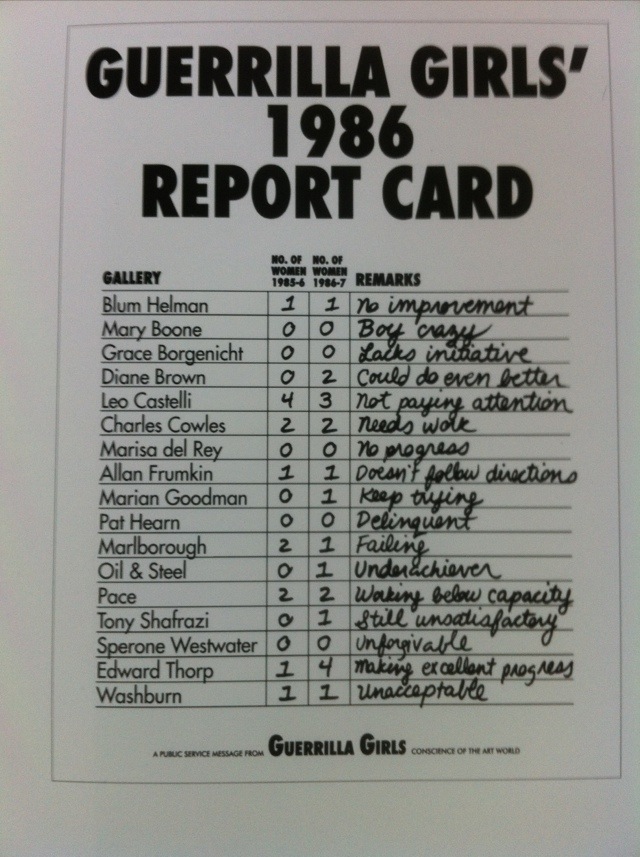 GUERRILLA GIRLS'
1986
REPORT CARD
GALLERY NO. OF WOMEN 1985-6 NO. OF WOMEN 1986-7 REMARKS
Blum Helman 1 1 no improvement
Mary Boone 0 0 Boy crazy
Grace Borgenicht 0 0 Lacks initiative
Diane Brown 0 2 Could do even better
Leo Castelli 4 3 not paying attention
Charles Cowles 2 2 needs work
Marisa del Rey 0 0 no progress
Allan Frumkin 1 1 Doesn't follow directions
Marian Goodman 0 1 Keep trying
Pat Hearn 0 0 Delinquent
Marlborough 2 1 Failing
Oil & Steel 0 1 Underachiever
Pace 2 2 Working below capacity
Tony Shafrazi 0 1 Still unsatisfactory
Sperone Westwater 0 0 unforgivable
Edward Thorp 1 4 making excellent progress
Washburn 1 1 unacceptable
A PUBLIC SERVICE MESSAGE FROM GUERRILLA GIRLS CONSCIENCE OF THE ART WORLD